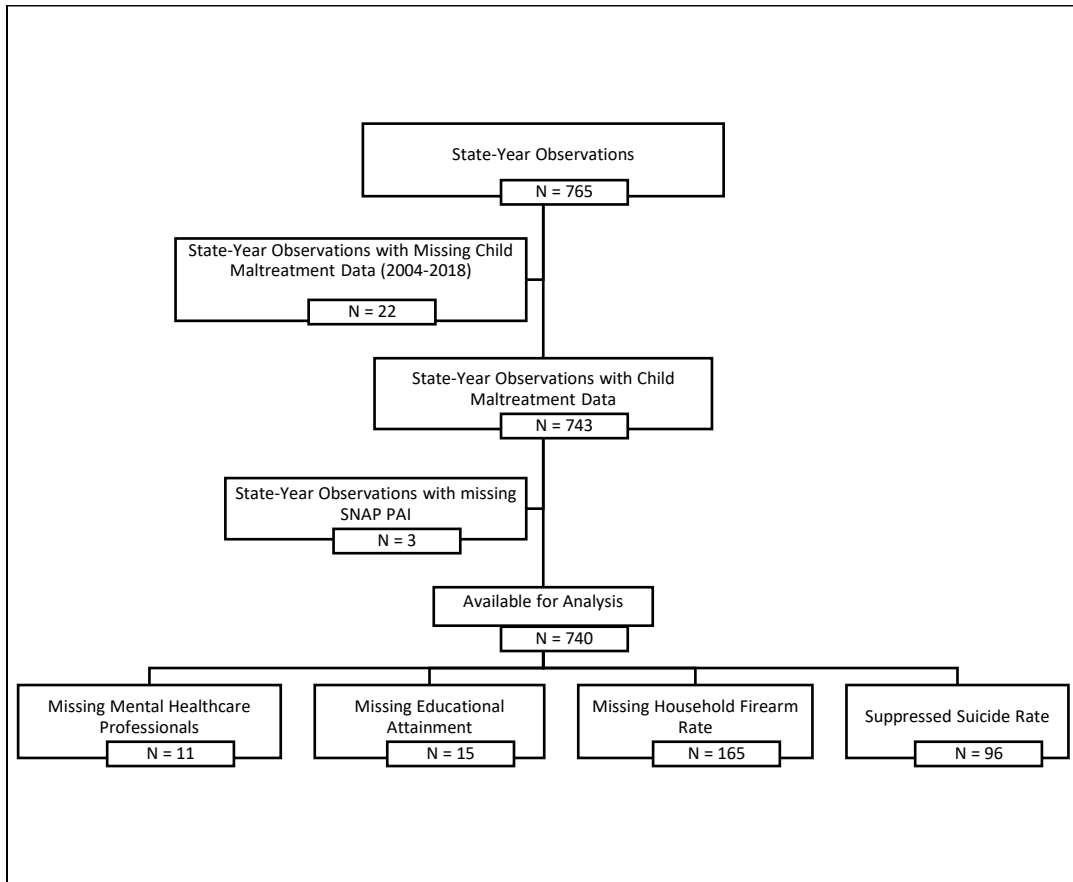 State-Year Observations
N = 765
State-Year Observations with Missing Child
Maltreatment Data (2004-2018)
N = 22
State-Year Observations with Child
Maltreatment Data
N = 743
State-Year Observations with missing
SNAP PAI
N = 3
Available for Analysis
N = 740
Missing Mental Healthcare
Professionals
N = 11
Missing Educational
Attainment
N = 15
Missing Household Firearm
Rate
N = 165
Suppressed Suicide Rate
N = 96